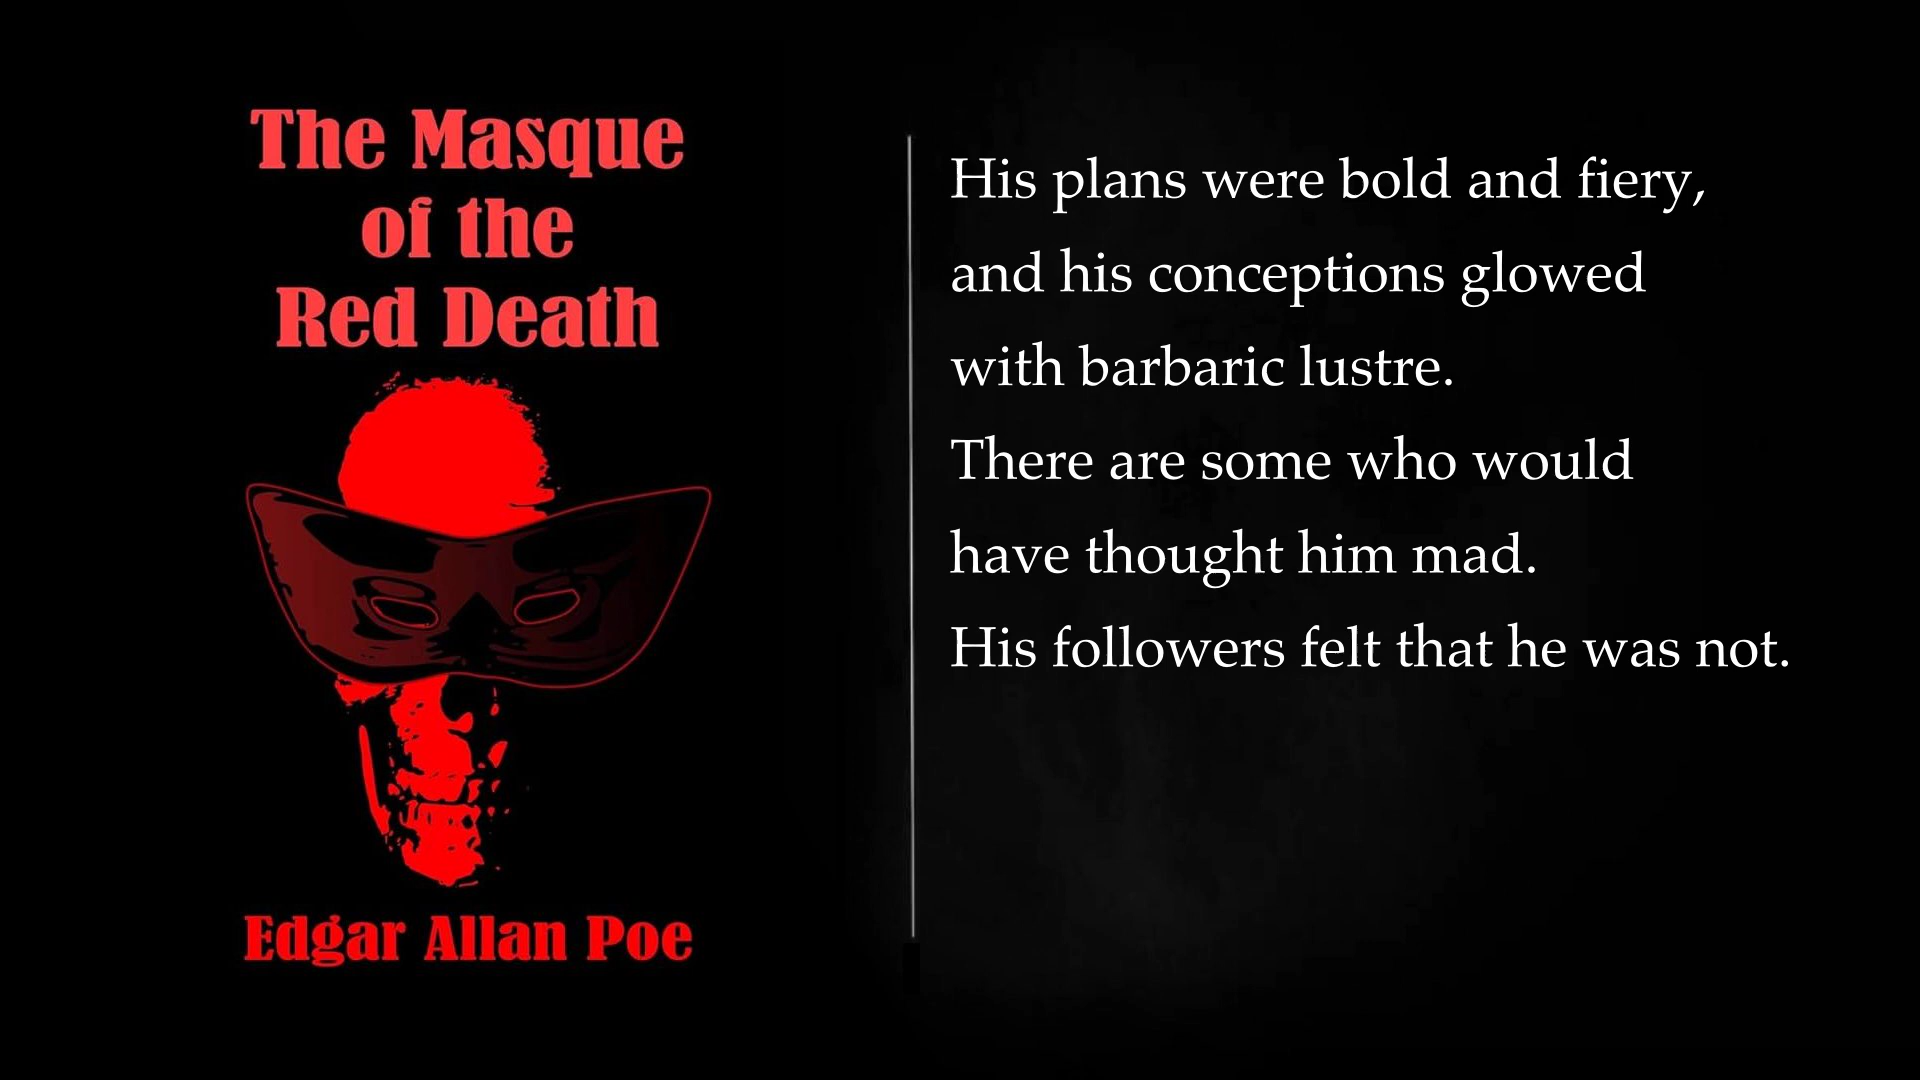 The Masque
of the
Red Death
Edgar Allan Poe
His plans were bold and fiery,
and his conceptions glowed
with barbaric lustre.
There are some who would
have thought him mad.
His followers felt that he was not.